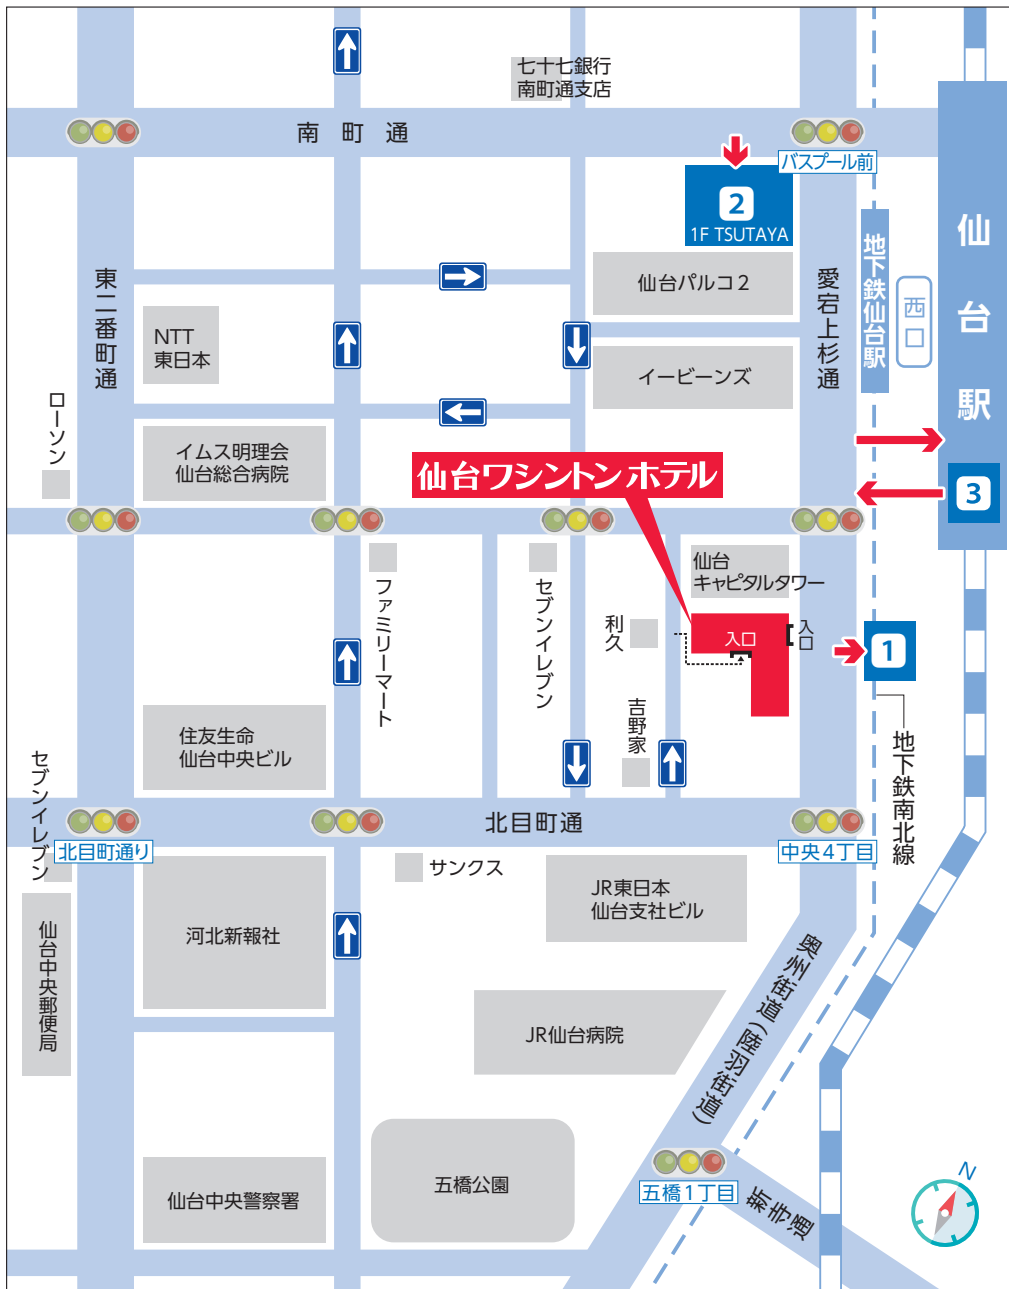 七十七銀行
南町通支店
南町通
バスプール前
2
1F TSUTAYA
仙台駅
地下鉄仙台駅
西口
仙台パルコ2
愛宕上杉通
東二番町通
NTT
東日本
イービーンズ
ローソン
イムス明理会
仙台総合病院
仙台ワシントンホテル
3
仙台
キャピタルタワー
ファミリーマート
セブンイレブン
利久
入口
入口
1
吉野家
住友生命
仙台中央ビル
地下鉄南北線
セブンイレブン
北目町通
北目町通り
中央4丁目
サンクス
JR東日本
仙台支社ビル
河北新報社
仙台中央郵便局
奥州街道(陸羽街道)
JR仙台病院
五橋公園
仙台中央警察署
五橋1丁目
新寺通
N